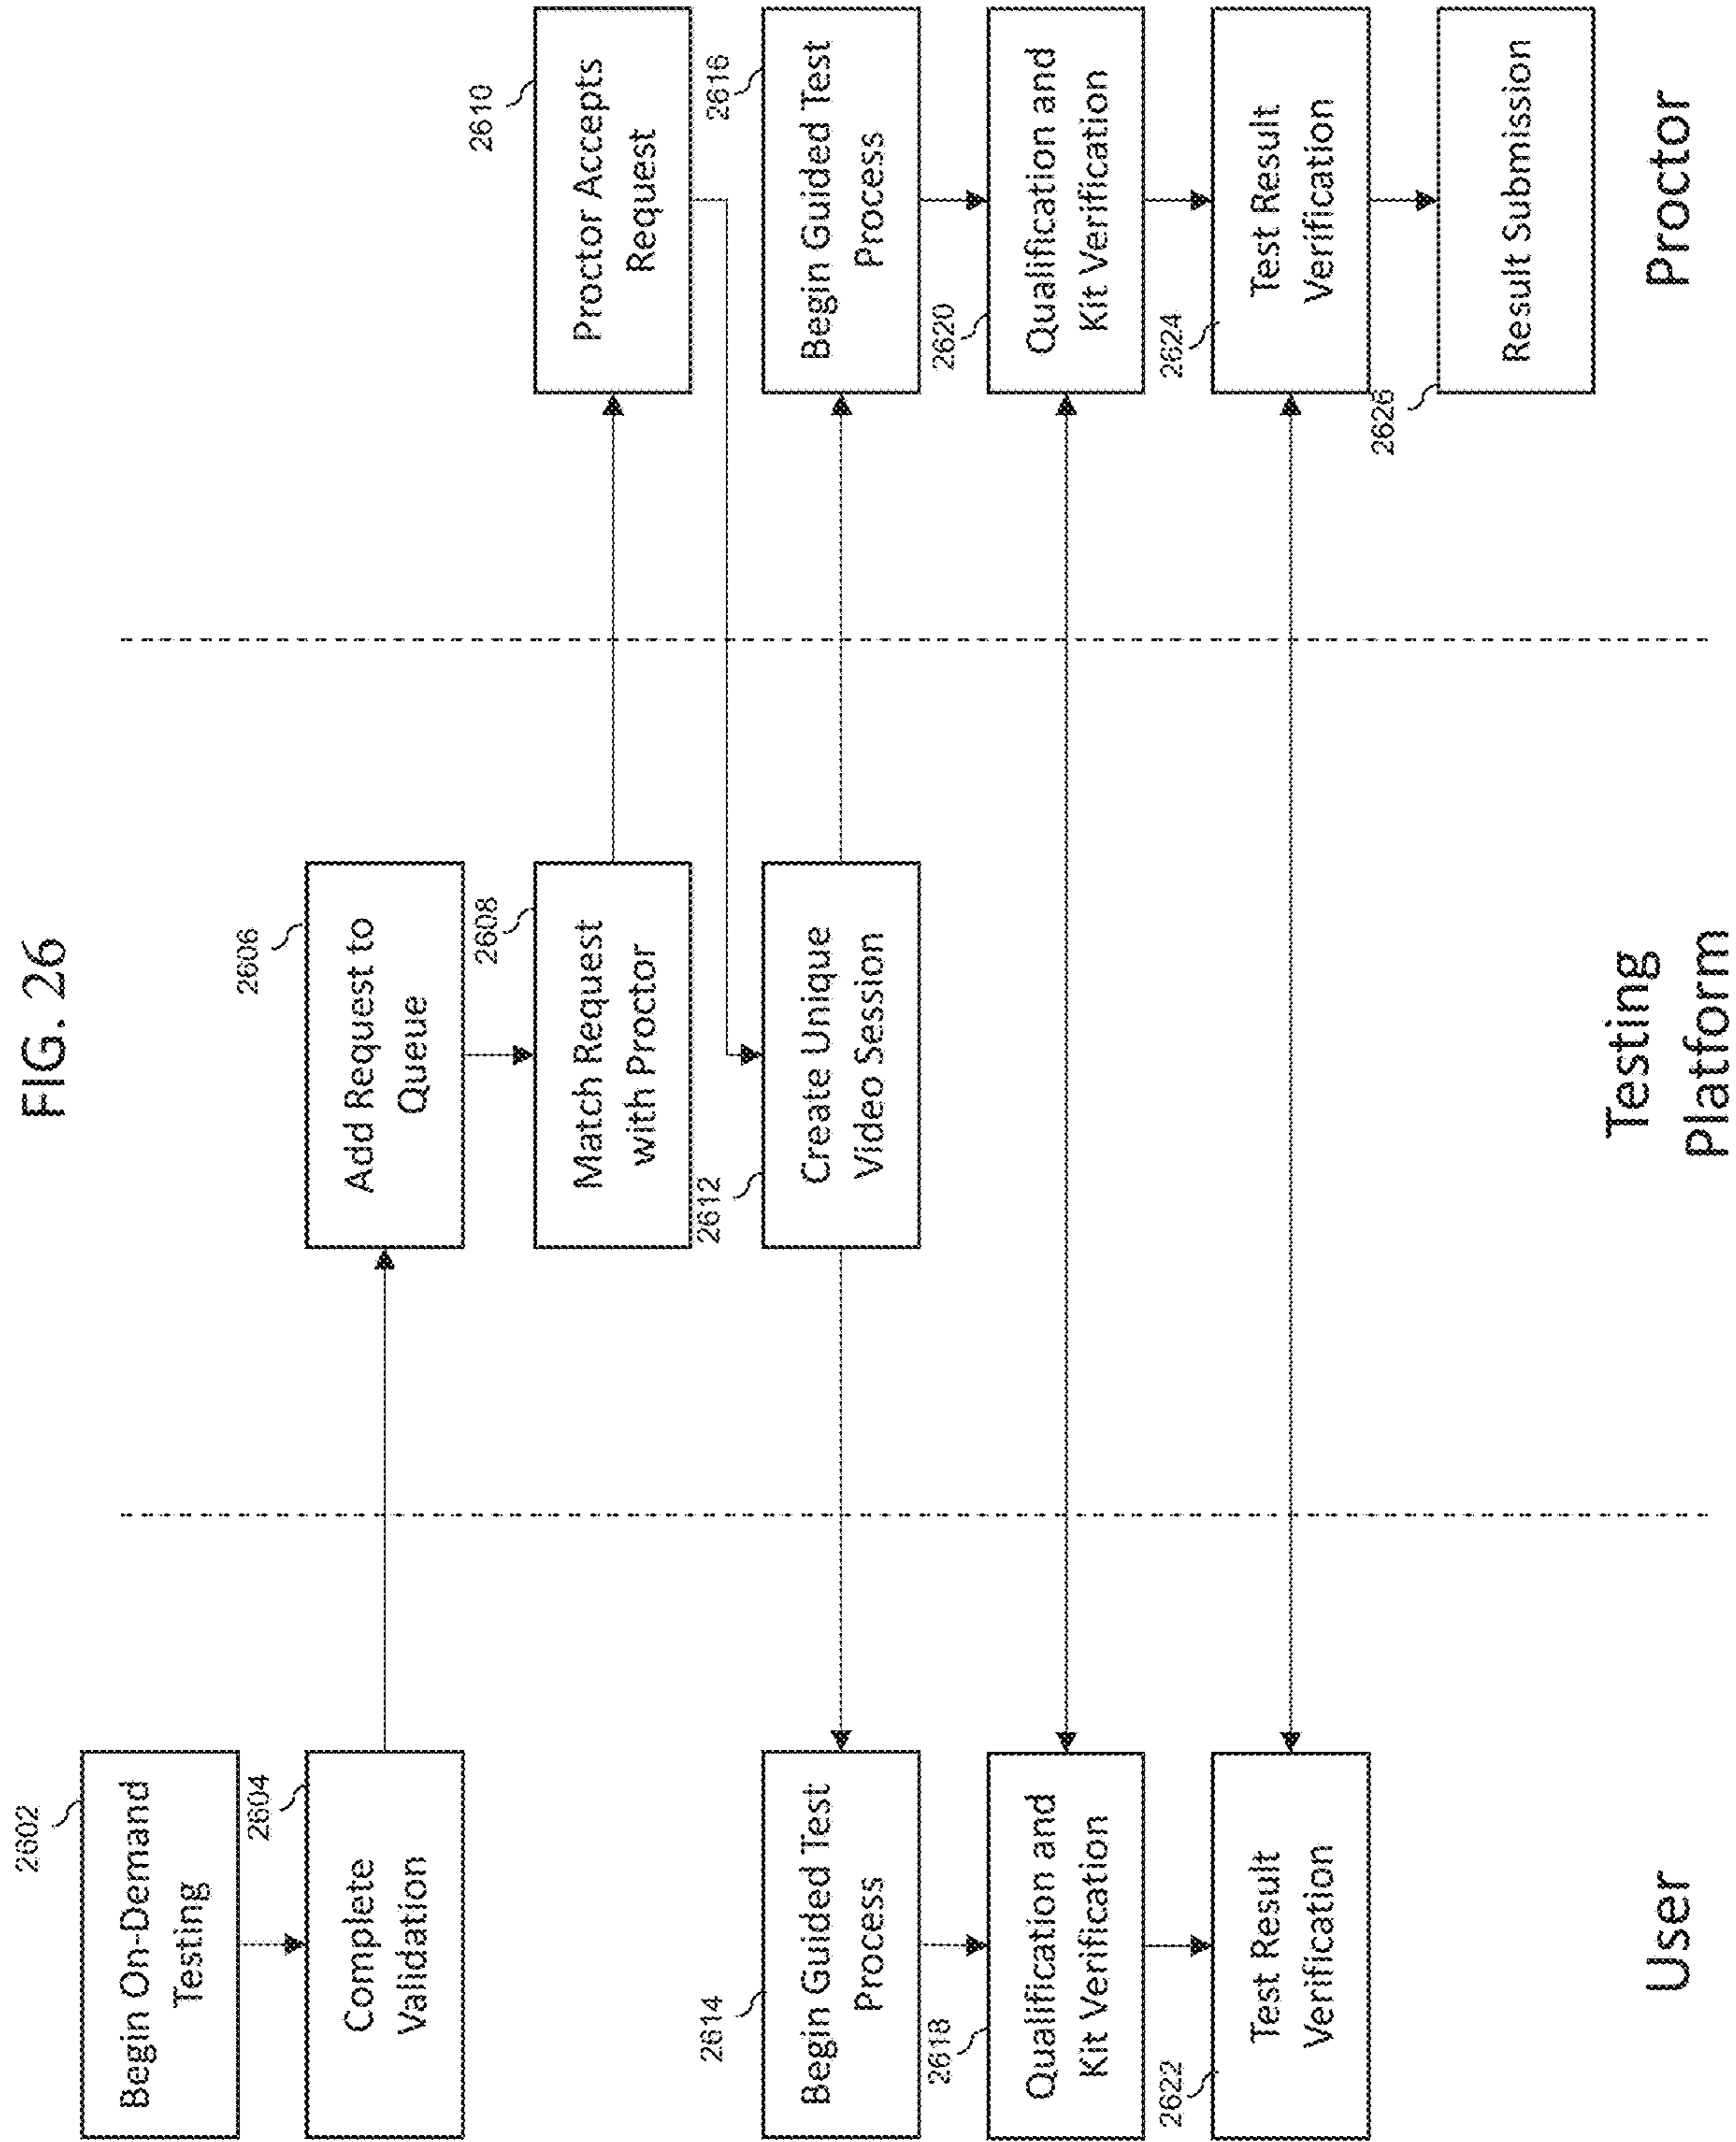 FIG. 26
2602
Begin On-Demand
Testing
2604
Complete
Validation
2606
Add Request to
Queue
2608
Match Request
with Proctor
2610
Proctor Accepts
Request
2612
Create Unique
Video Session
2614
Begin Guided Test
Process
2616
Begin Guided Test
Process
2618
Qualification and
Kit Verification
2620
Qualification and
Kit Verification
2622
Test Result
Verification
2624
Test Result
Verification
2626
Result Submission
User
Testing
Platform
Proctor